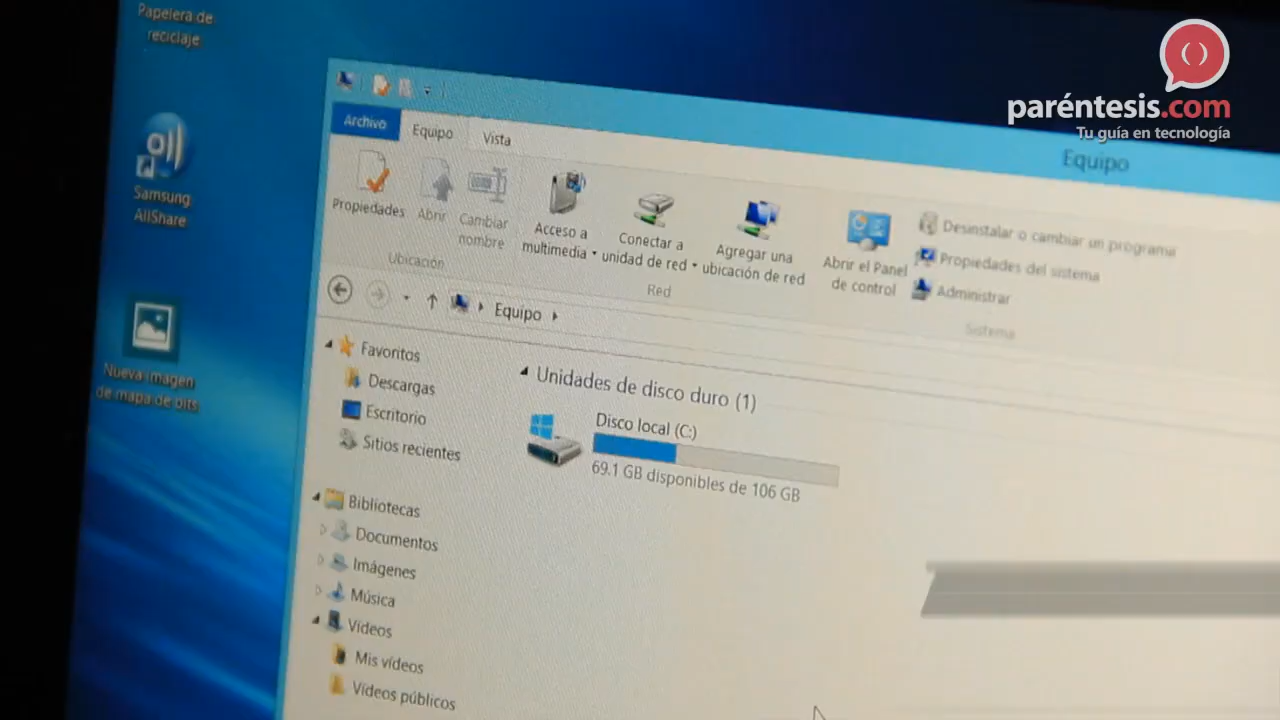 Papelera de
reciclaje
paréntesis.com
Tu guía en tecnología
Samsung
AllShare
Nueva imagen
de mapa de bits
Equipo
Archivo
Equipo
Vista
Propiedades
Abrir
Cambiar
nombre
Ubicación
Acceso a
multimedia
Conectar a
unidad de red
Agregar una
ubicación de red
Red
Abrir el Panel
de control
Desinstalar o cambiar un programa
Propiedades del sistema
Administrar
Sistema
Equipo
Favoritos
Descargas
Escritorio
Sitios recientes
Bibliotecas
Documentos
Imágenes
Música
Vídeos
Mis vídeos
Vídeos públicos
Unidades de disco duro (1)
Disco local (C:)
69.1 GB disponibles de 106 GB